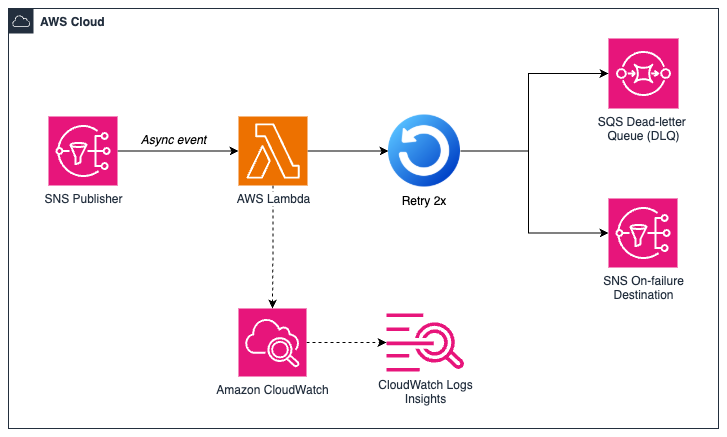 AWS Cloud
SQS Dead-letter
Queue (DLQ)
Async event
SNS Publisher
AWS Lambda
Retry 2x
SNS On-failure
Destination
Amazon CloudWatch
CloudWatch Logs
Insights